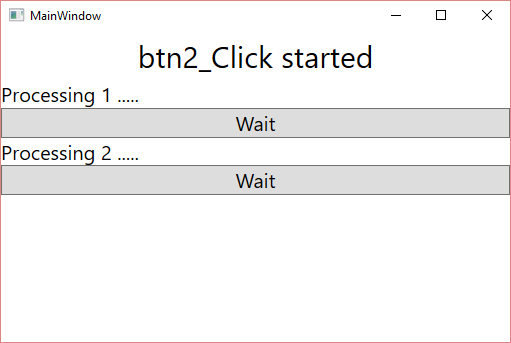 MainWindow
btn2_Click started
Processing 1 .....
Wait
Processing 2 .....
Wait